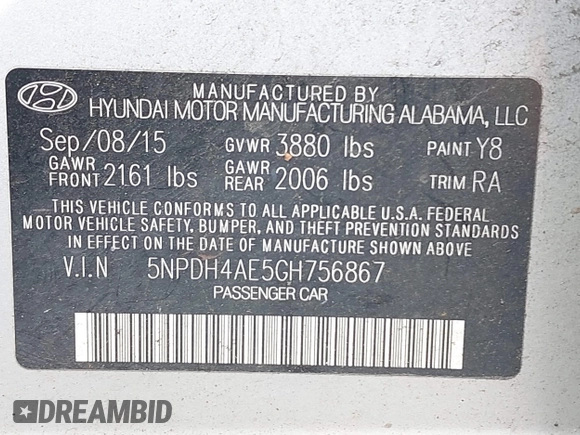 MANUFACTURED BY
HYUNDAI MOTOR MANUFACTURING ALABAMA, LLC
Sep/08/15 GVWR 3880 lbs PAINT Y8
GAWR FRONT 2161 lbs GAWR REAR 2006 lbs TRIM RA
THIS VEHICLE CONFORMS TO ALL APPLICABLE U.S.A. FEDERAL
MOTOR VEHICLE SAFETY, BUMPER, AND THEFT PREVENTION STANDARDS
IN EFFECT ON THE DATE OF MANUFACTURE SHOWN ABOVE.
V.I.N 5NPDH4AE5GH756867
PASSENGER CAR
DREAMBID